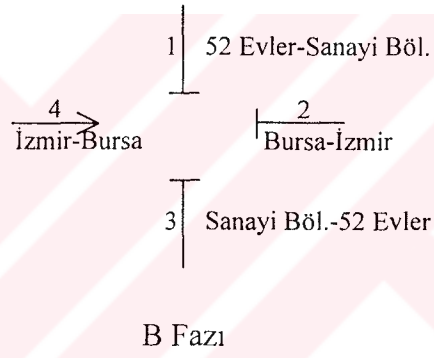 1 52 Evler-Sanayi Böl.
4
İzmir-Bursa
2
Bursa-İzmir
3 Sanayi Böl.-52 Evler
B Fazı